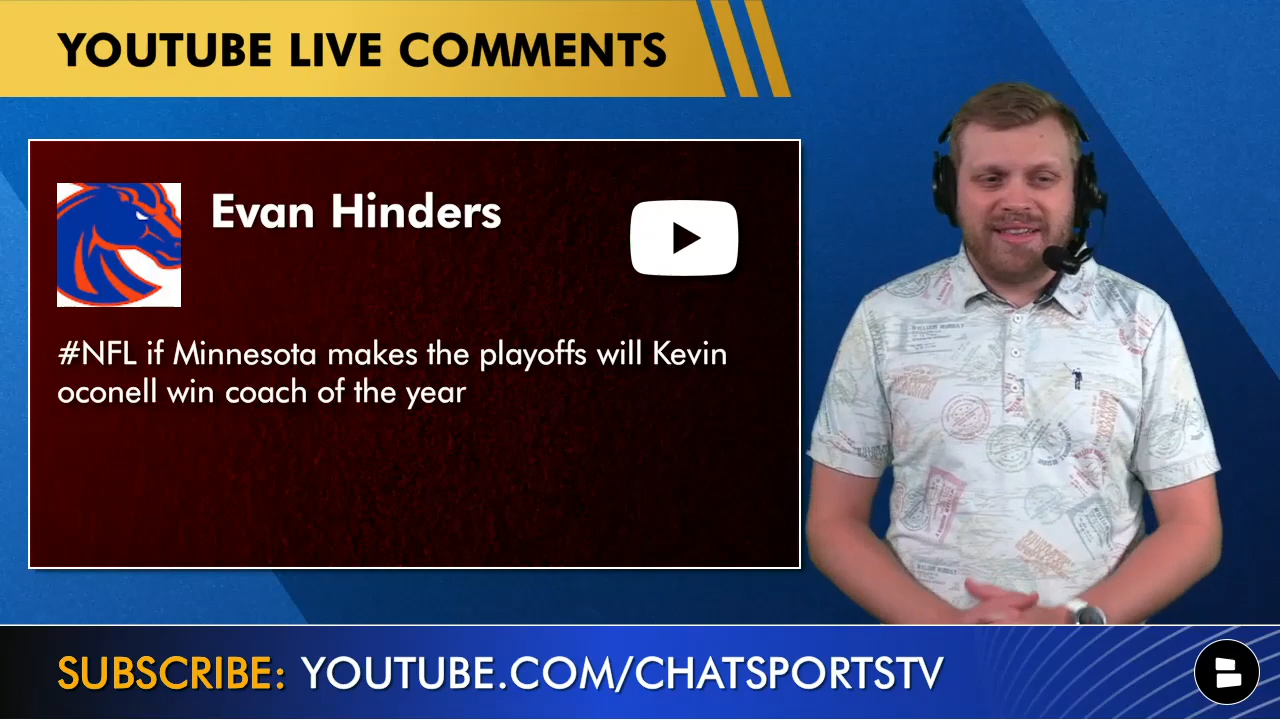 YOUTUBE LIVE COMMENTS
Evan Hinders
#NFL if Minnesota makes the playoffs will Kevin
oconell win coach of the year
SUBSCRIBE: YOUTUBE.COM/CHATSPORTSTV